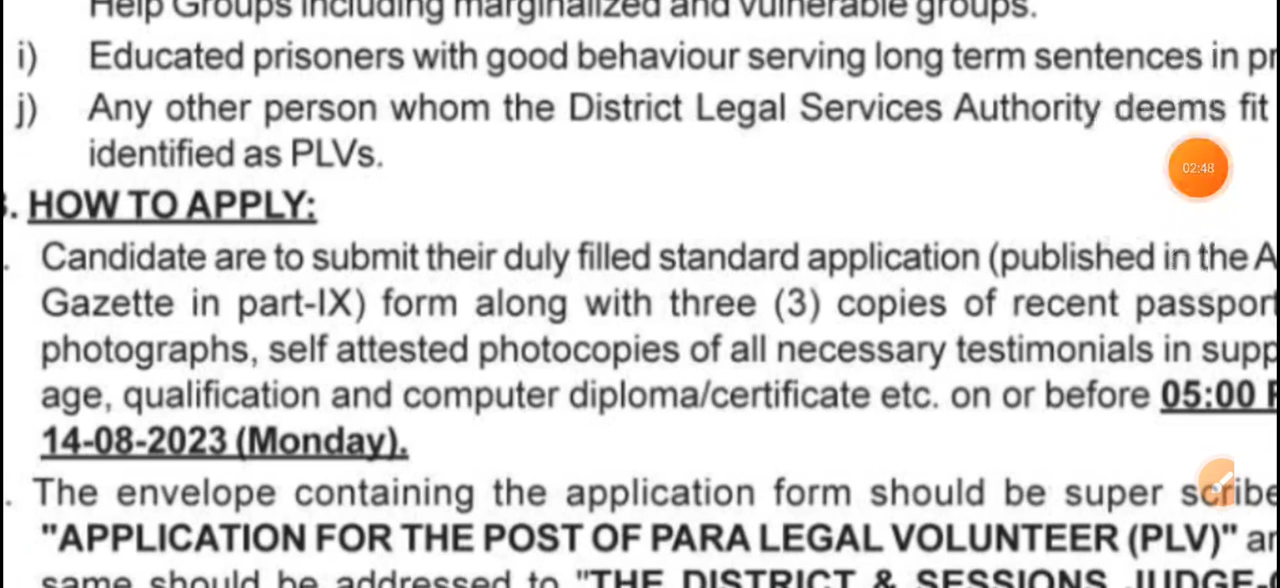 Help Groups including marginalized and vulnerable groups.
i) Educated prisoners with good behaviour serving long term sentences in
j) Any other person whom the District Legal Services Authority deems fit
identified as PLVs.
02:48
. HOW TO APPLY:
. Candidate are to submit their duly filled standard application (published in the
Gazette in part-IX) form along with three (3) copies of recent
photographs, self attested photocopies of all necessary testimonials in
age, qualification and computer diploma/certificate etc. on or before 05:00
14-08-2023 (Monday).
. The envelope containing the application form should be super
"APPLICATION FOR THE POST OF PARA LEGAL VOLUNTEER (PLV)"
same should be addressed to "THE DISTRICT & SESSIONS JUDGE-